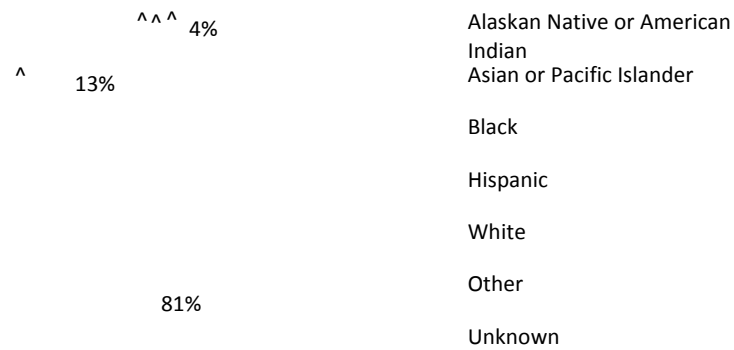 ^ ^ ^ 4%
^ 13%
81%
Alaskan Native or American
Indian
Asian or Pacific Islander
Black
Hispanic
White
Other
Unknown